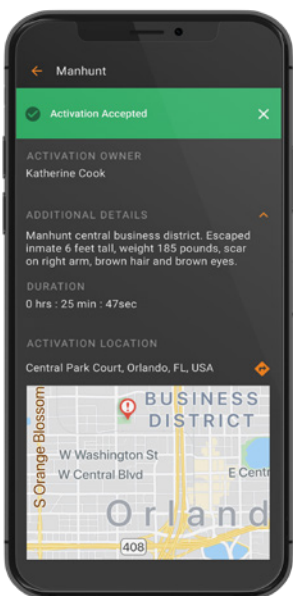 Manhunt
Activation Accepted
ACTIVATION OWNER
Katherine Cook
ADDITIONAL DETAILS
Manhunt central business district. Escaped
inmate 6 feet tall, weight 185 pounds, scar
on right arm, brown hair and brown eyes.
DURATION
0 hrs : 25 min : 47sec
ACTIVATION LOCATION
Central Park Court, Orlando, FL, USA
BUSINESS
DISTRICT
S Orange Blossom
W Washington St
W Central Blvd
E Centr
Orland
408